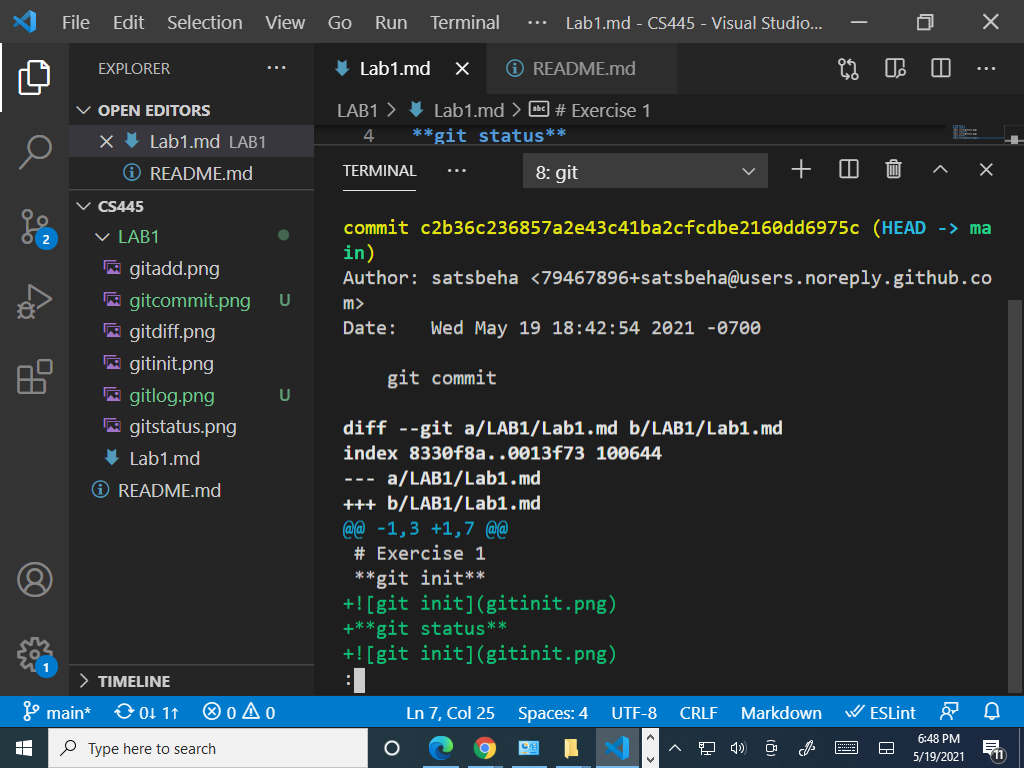 File Edit Selection View Go Run Terminal ··· Lab1.md - CS445 - Visual Studio...
EXPLORER ···
OPEN EDITORS
Lab1.md LAB1
README.md
CS445
LAB1
gitadd.png
gitcommit.png U
gitdiff.png
gitinit.png
gitlog.png U
gitstatus.png
Lab1.md
README.md
TIMELINE
2
1
Lab1.md README.md
LAB1 > Lab1.md > abc # Exercise 1
4 **git status**
TERMINAL ··· 8: git
commit c2b36c236857a2e43c41ba2cfcdbe2160dd6975c (HEAD -> ma
in)
Author: satsbeha <79467896+satsbeha@users.noreply.github.co
m>
Date: Wed May 19 18:42:54 2021 -0700
git commit
diff --git a/LAB1/Lab1.md b/LAB1/Lab1.md
index 8330f8a..0013f73 100644
--- a/LAB1/Lab1.md
+++ b/LAB1/Lab1.md
@@ -1,3 +1,7 @@
# Exercise 1
**git init**
+![git init](gitinit.png)
+**git status**
+![git init](gitinit.png)
:
main* 0↓ 1↑ 0 0 Ln 7, Col 25 Spaces: 4 UTF-8 CRLF Markdown ESLint
Type here to search
6:48 PM
5/19/2021
11